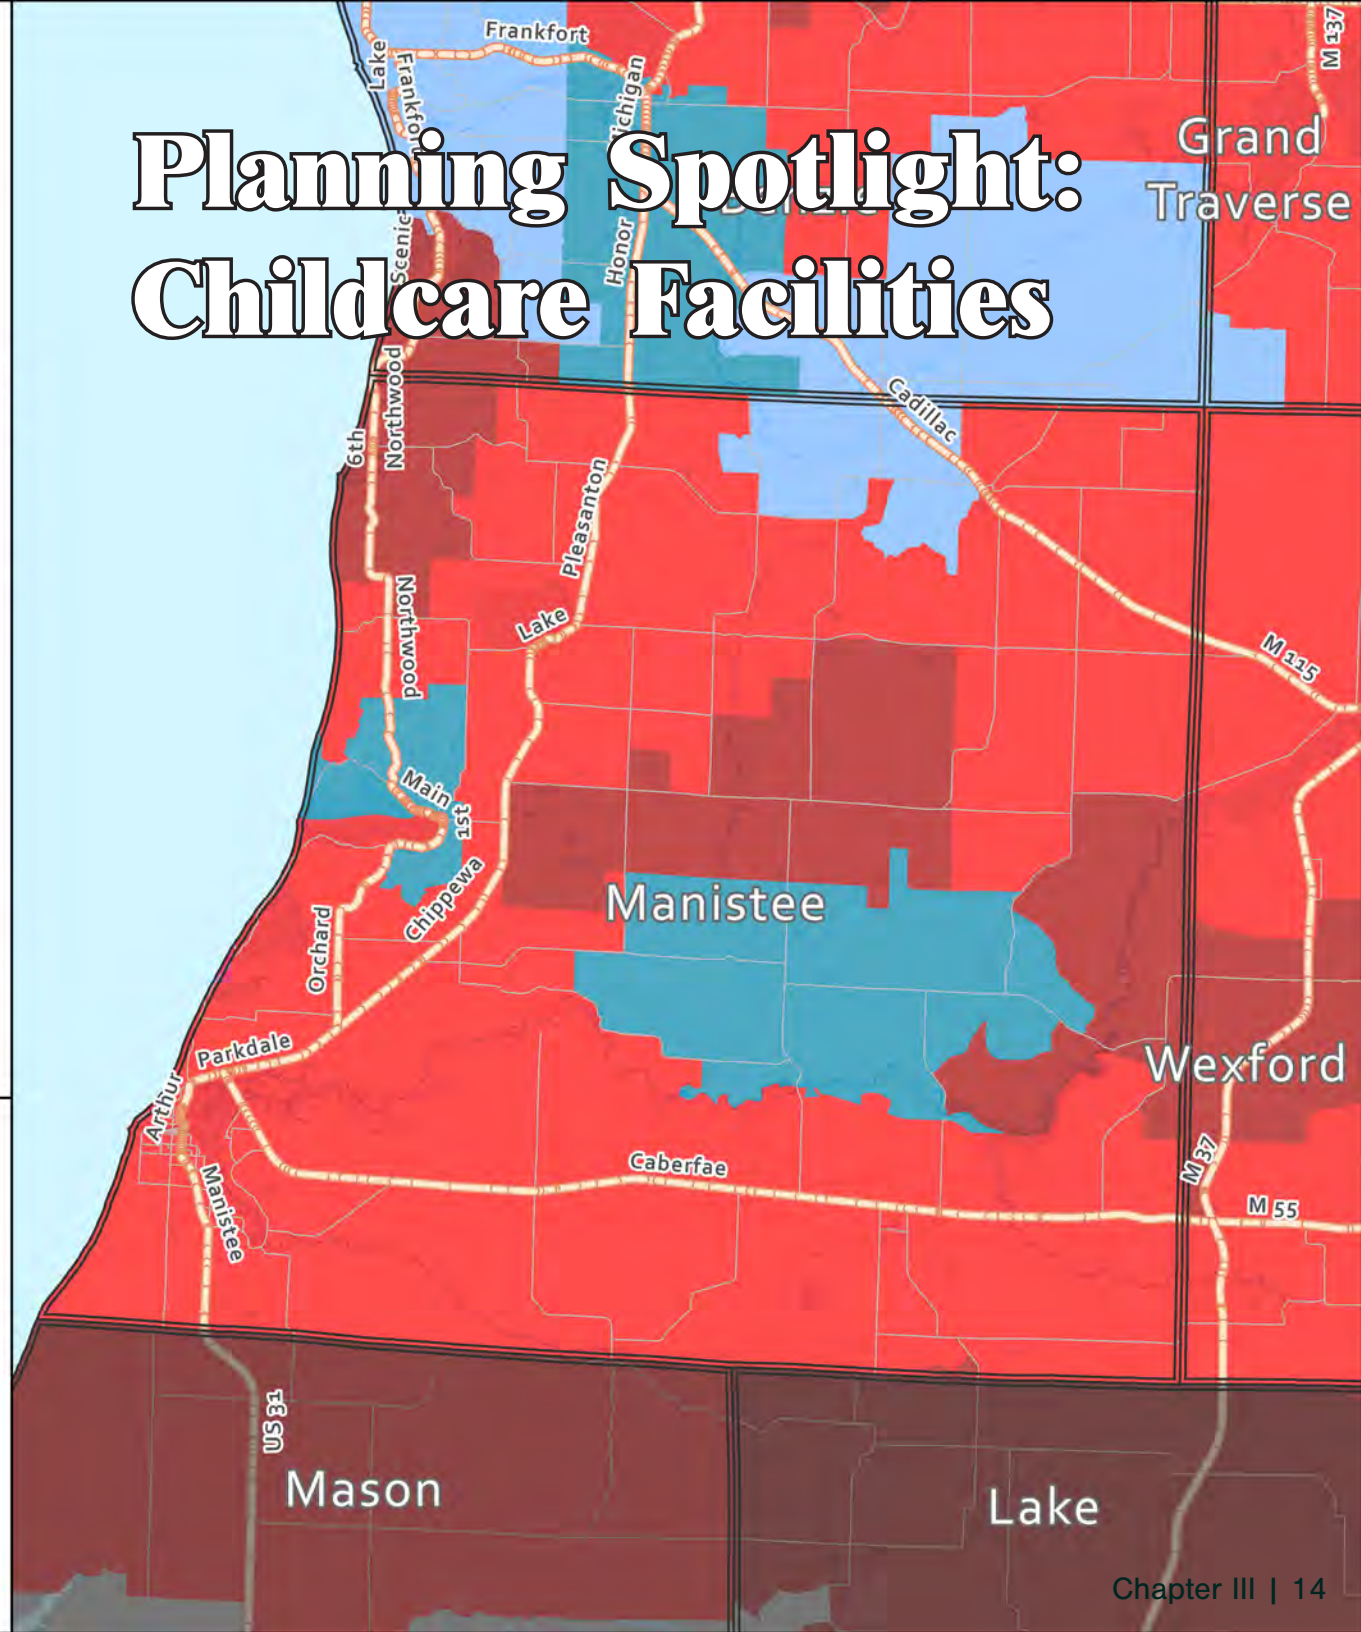 Frankfort
M 137
Lake
Frankfort
Michigan
Grand
Traverse
Planning Spotlight:
Benzie
Scenic
Honor
Childcare Facilities
Northwood
6th
Cadillac
Pleasanton
Northwood
Lake
M 115
Main
1st
Chippewa
Manistee
Orchard
Parkdale
Wexford
Arthur
Manistee
Caberfae
M 37
M 55
US 31
Mason
Lake
Chapter III | 14